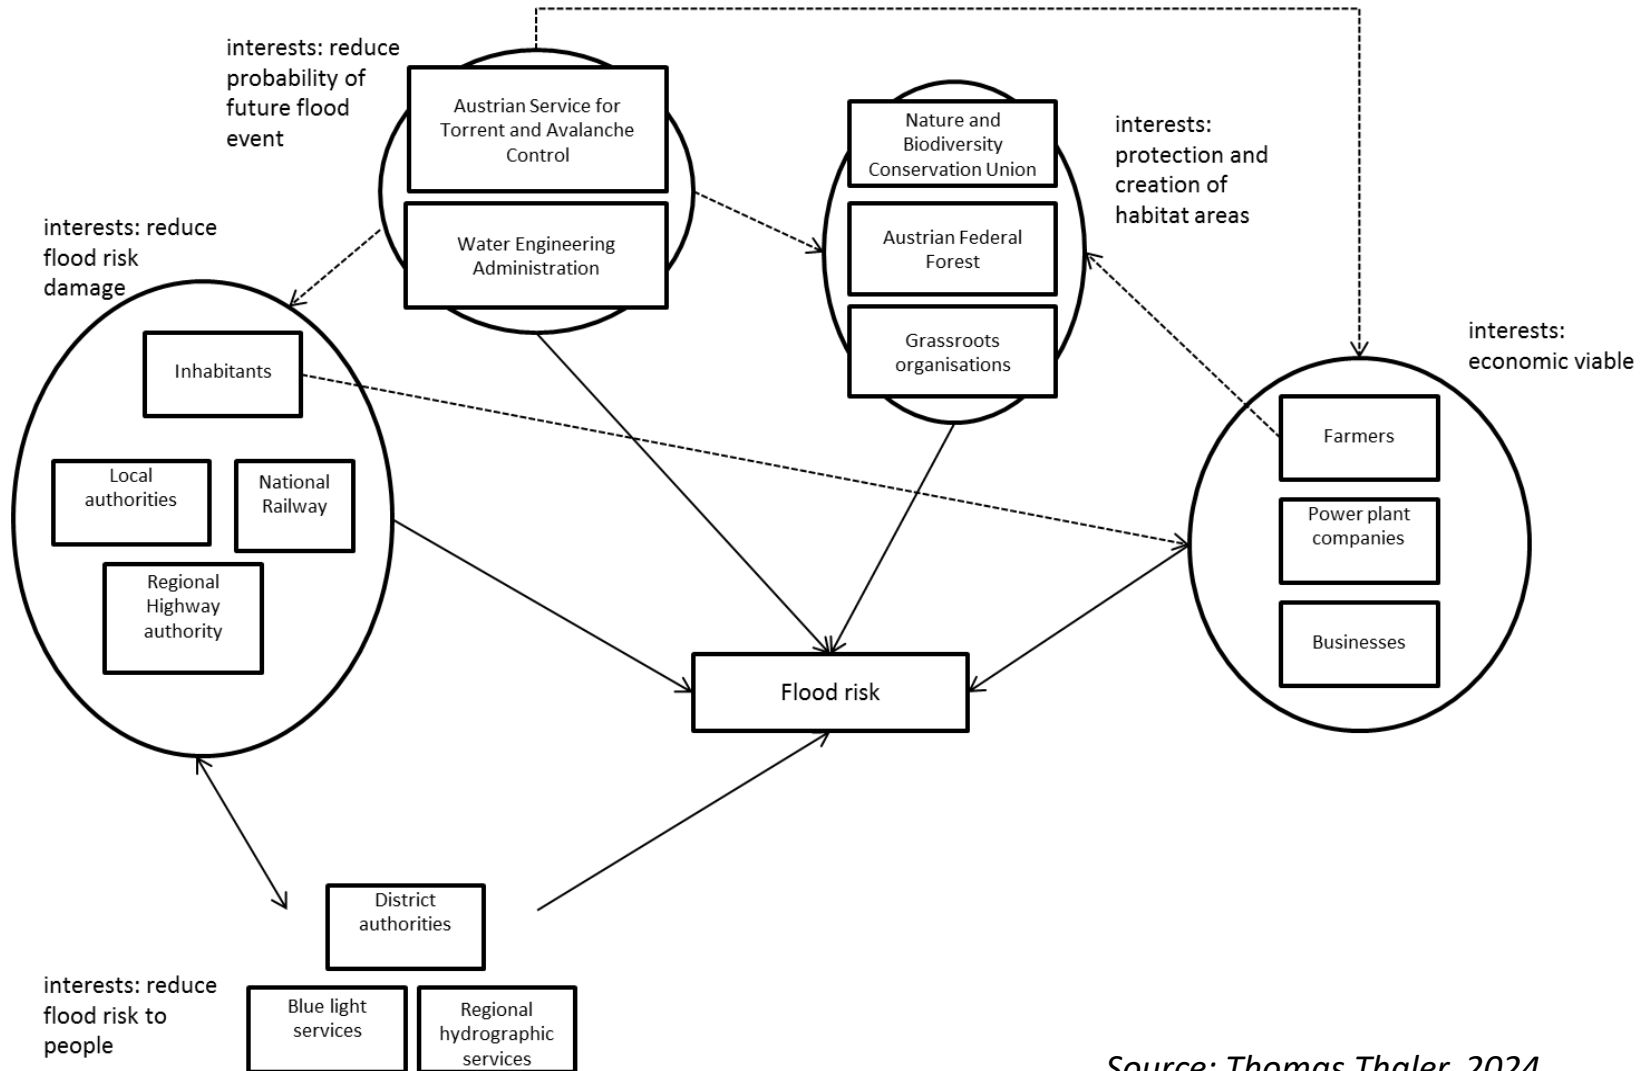 interests: reduce
probability of
future flood
event
Austrian Service for
Torrent and Avalanche
Control
Water Engineering
Administration
Nature and
Biodiversity
Conservation Union
Austrian Federal
Forest
Grassroots
organisations
interests:
protection and
creation of
habitat areas
interests: reduce
flood risk
damage
Inhabitants
Local
authorities
National
Railway
Regional
Highway
authority
interests:
economic viable
Farmers
Power plant
companies
Businesses
Flood risk
District
authorities
Blue light
services
Regional
hydrographic
services
interests: reduce
flood risk to
people
Source: Thomas Thaler, 2024